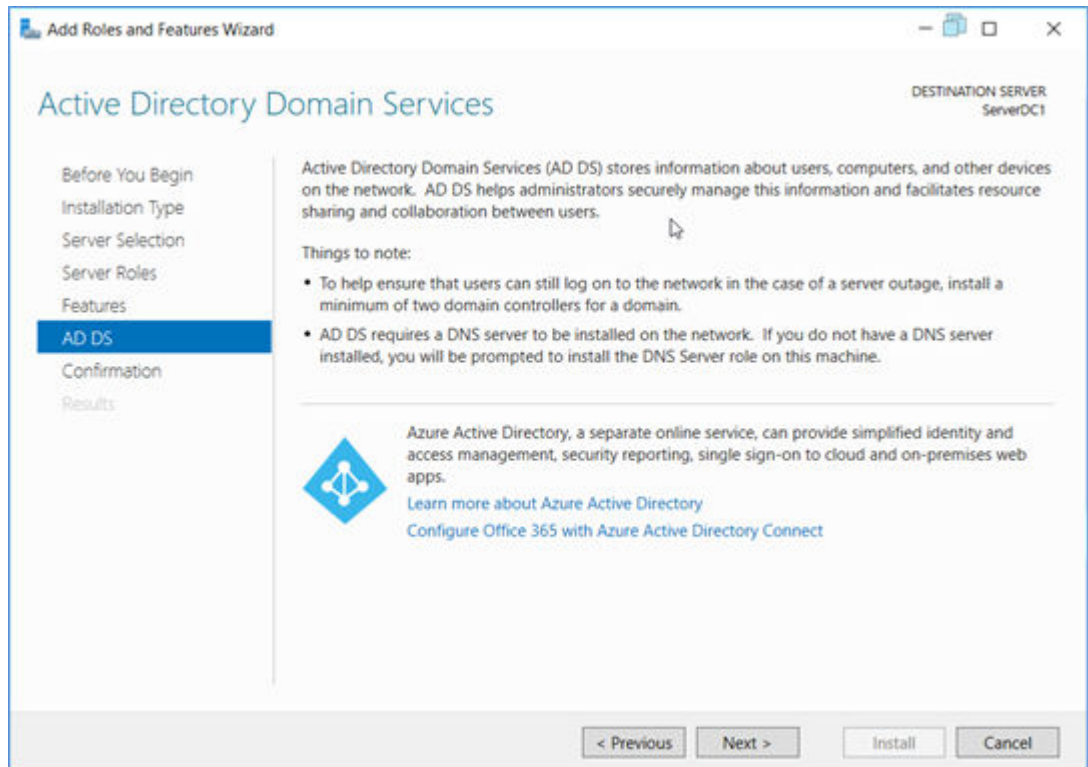 Add Roles and Features Wizard
Active Directory Domain Services
DESTINATION SERVER
ServerDC1
Before You Begin
Installation Type
Server Selection
Server Roles
Features
AD DS
Confirmation
Results
Active Directory Domain Services (AD DS) stores information about users, computers, and other devices
on the network. AD DS helps administrators securely manage this information and facilitates resource
sharing and collaboration between users.
Things to note:
• To help ensure that users can still log on to the network in the case of a server outage, install a
minimum of two domain controllers for a domain.
• AD DS requires a DNS server to be installed on the network. If you do not have a DNS server
installed, you will be prompted to install the DNS Server role on this machine.
Azure Active Directory, a separate online service, can provide simplified identity and
access management, security reporting, single sign-on to cloud and on-premises web
apps.
Learn more about Azure Active Directory
Configure Office 365 with Azure Active Directory Connect
< Previous
Next >
Install
Cancel